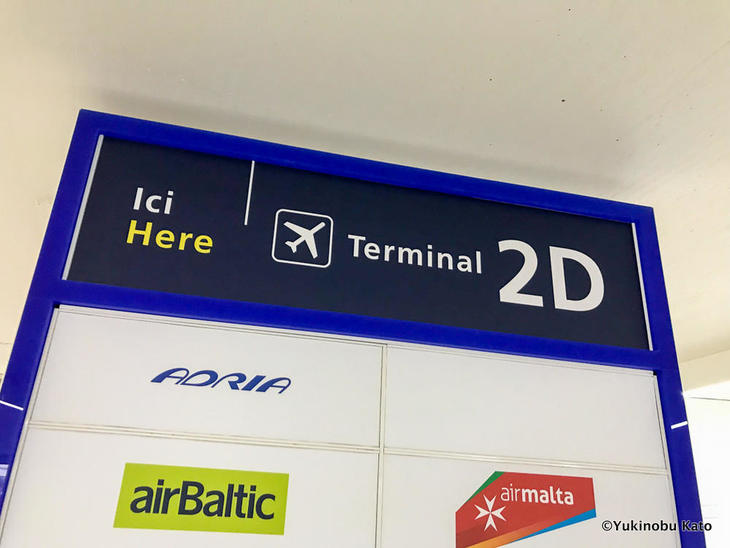 Ici
Here
Terminal 2D
ADRIA
airBaltic
airmalta
©Yukinobu Kato